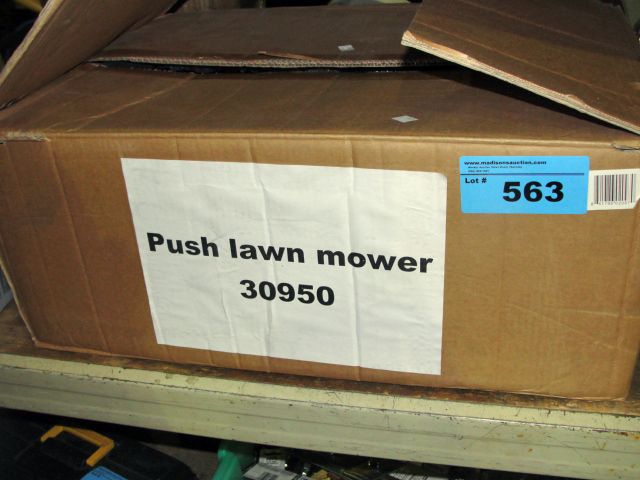 Push lawn mower
30950
www.madisonsauction.com
Lot # 563